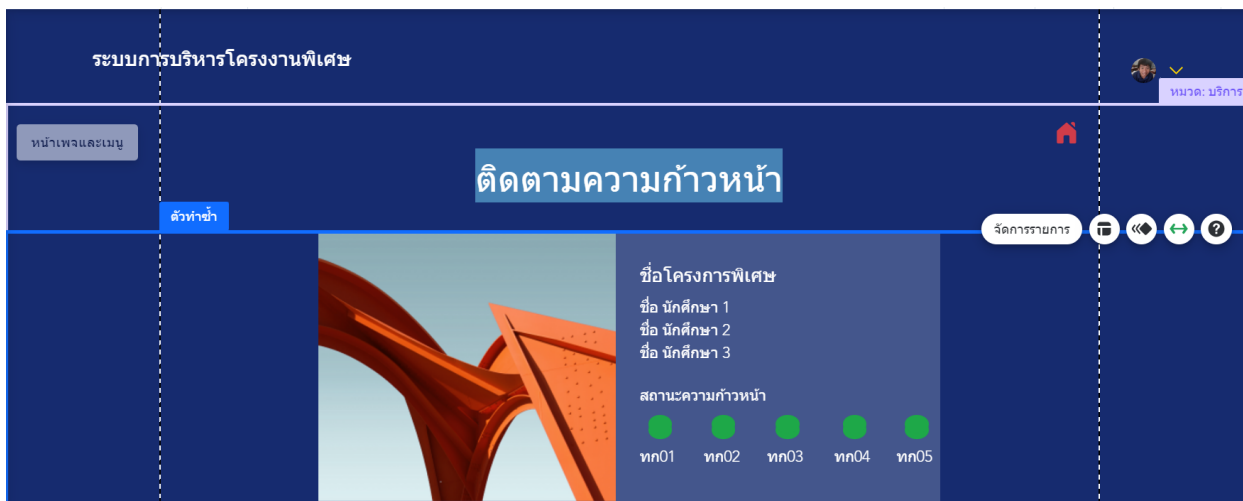 ระบบการบริหารโครงงานพิเศษ
หมวด: บริการ
หน้าเพจและเมนู
ติดตามความก้าวหน้า
ตัวทำซ้ำ
จัดการรายการ
?
ชื่อโครงการพิเศษ
ชื่อ นักศึกษา 1
ชื่อ นักศึกษา 2
ชื่อ นักศึกษา 3
สถานะความก้าวหน้า
ทก01 ทก02 ทก03 ทก04 ทก05